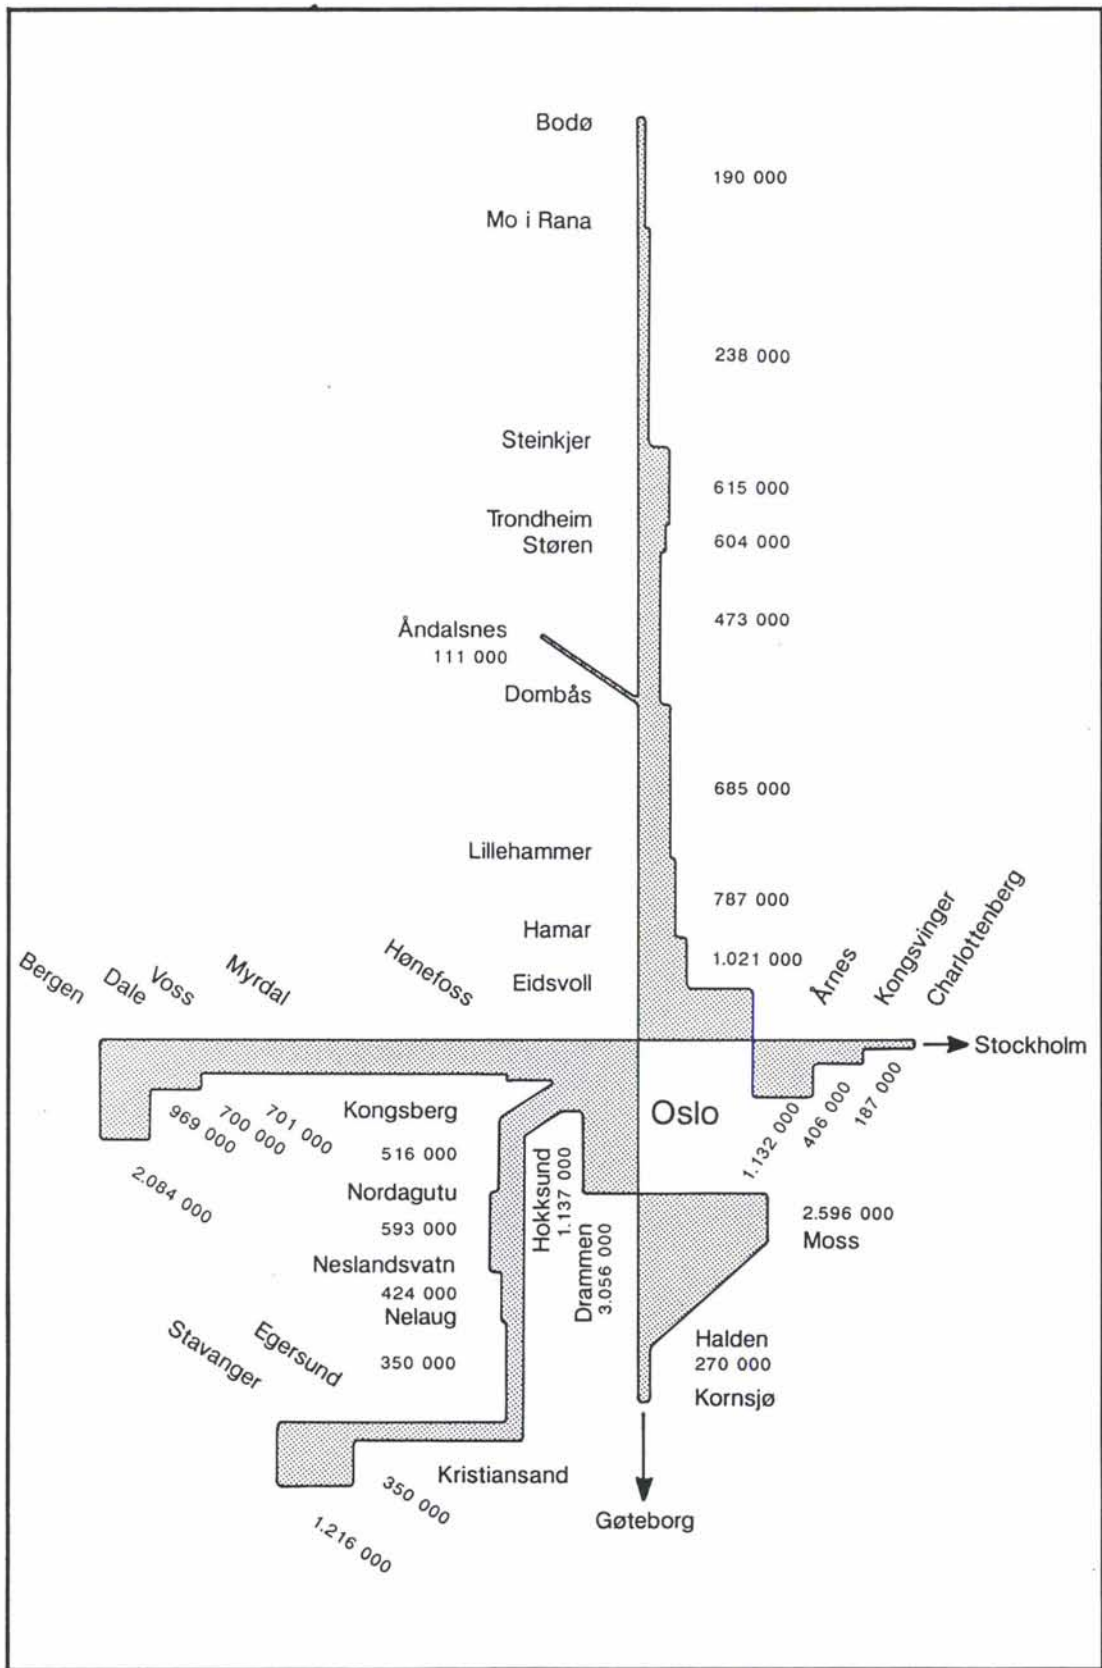 Bodø
190 000
Mo i Rana
238 000
Steinkjer
615 000
Trondheim
Støren
604 000
473 000
Åndalsnes
111 000
Dombås
685 000
Lillehammer
787 000
Hamar
1.021 000
Eidsvoll
Bergen
Dale
Voss
Myrdal
Hønefoss
Årnes
Kongsvinger
Charlottenberg
Stockholm
Oslo
1.132 000
406 000
187 000
2.084 000
969 000
700 000
701 000
Kongsberg
516 000
Nordagutu
593 000
Neslandsvatn
424 000
Nelaug
350 000
Hokksund
1.137 000
Drammen
3.056 000
2.596 000
Moss
Halden
270 000
Kornsjø
Gøteborg
Stavanger
Egersund
Kristiansand
350 000
1.216 000